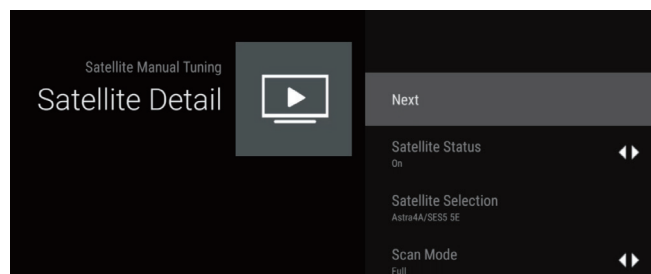 Satellite Manual Tuning
Satellite Detail
Next
Satellite Status
On
Satellite Selection
Astra4A/SES5 5E
Scan Mode
Full